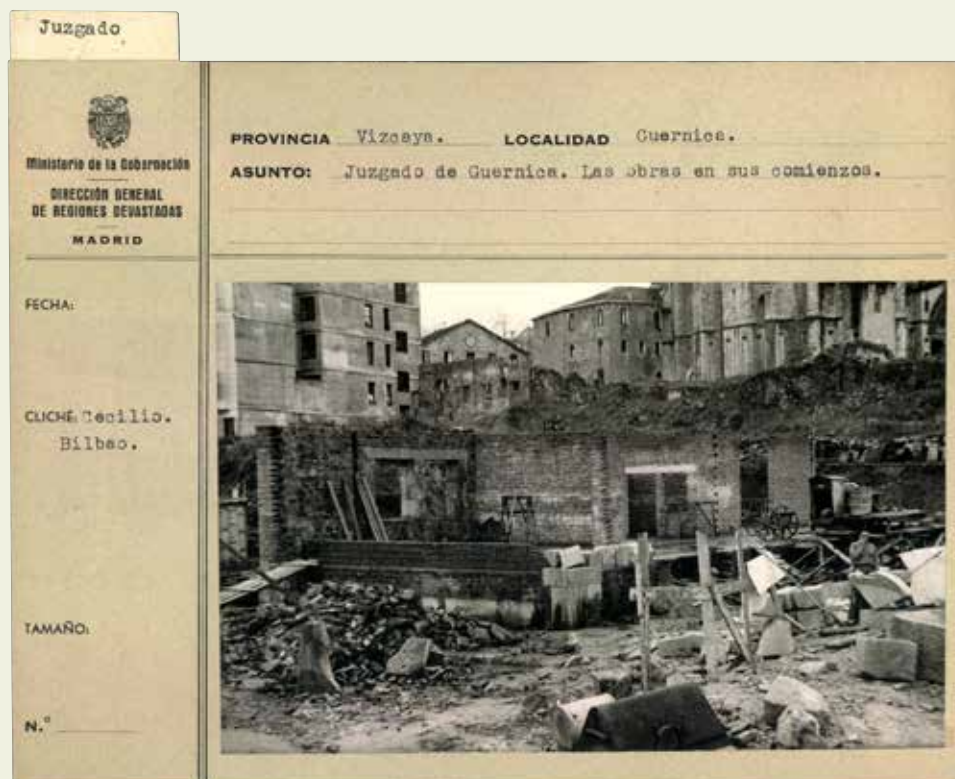 Juzgado
Ministerio de la Gobernación
DIRECCIÓN GENERAL
DE REGIONES DEVASTADAS
MADRID
PROVINCIA Vizcaya. LOCALIDAD Guernica.
ASUNTO: Juzgado de Guernica. Las obras en sus comienzos.
FECHA:
CLICHÉ: Cecilio.
Bilbao.
TAMAÑO:
N.º